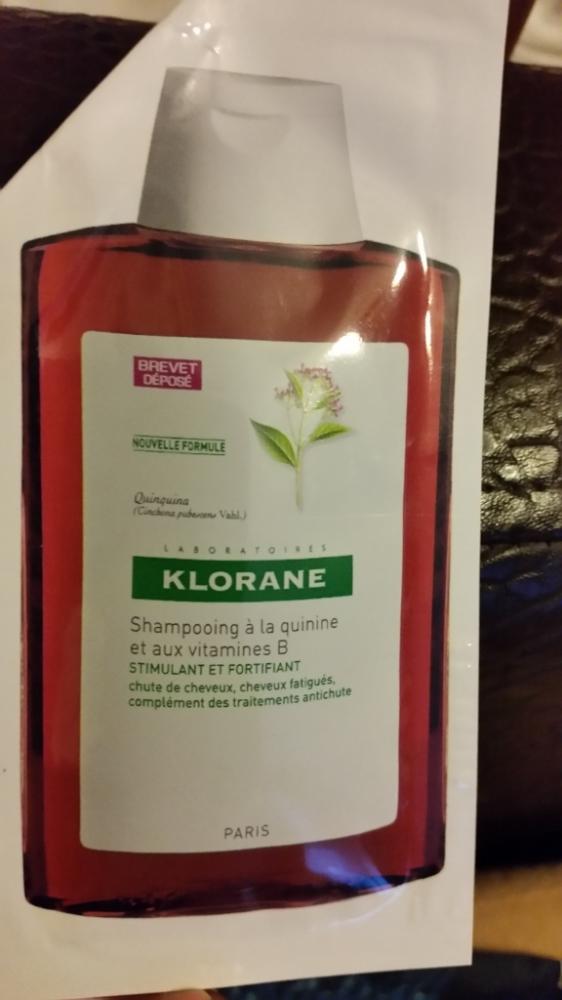 BREVET
DÉPOSÉ
NOUVELLE FORMULE
Quinquina
(Cinchona pubescens Vahl.)
LABORATOIRES
KLORANE
Shampooing à la quinine
et aux vitamines B
STIMULANT ET FORTIFIANT
chute de cheveux, cheveux fatigués,
complément des traitements antichute
PARIS